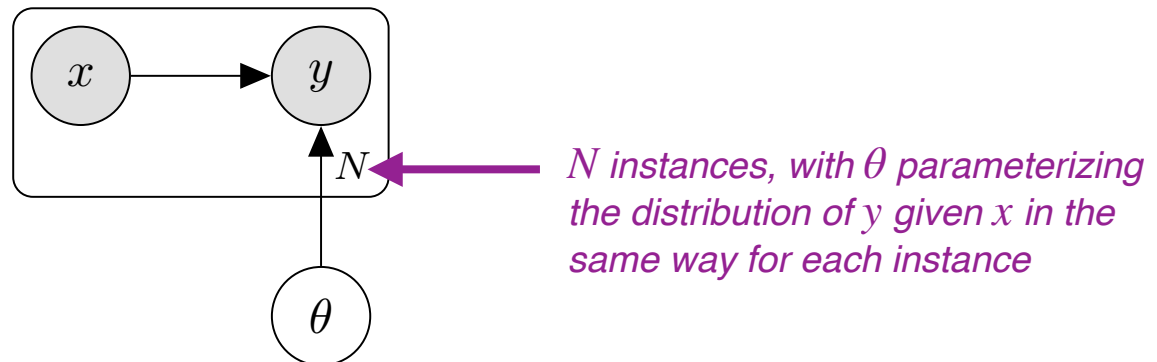 x
y
N
N instances, with θ parameterizing
the distribution of y given x in the
same way for each instance
θ